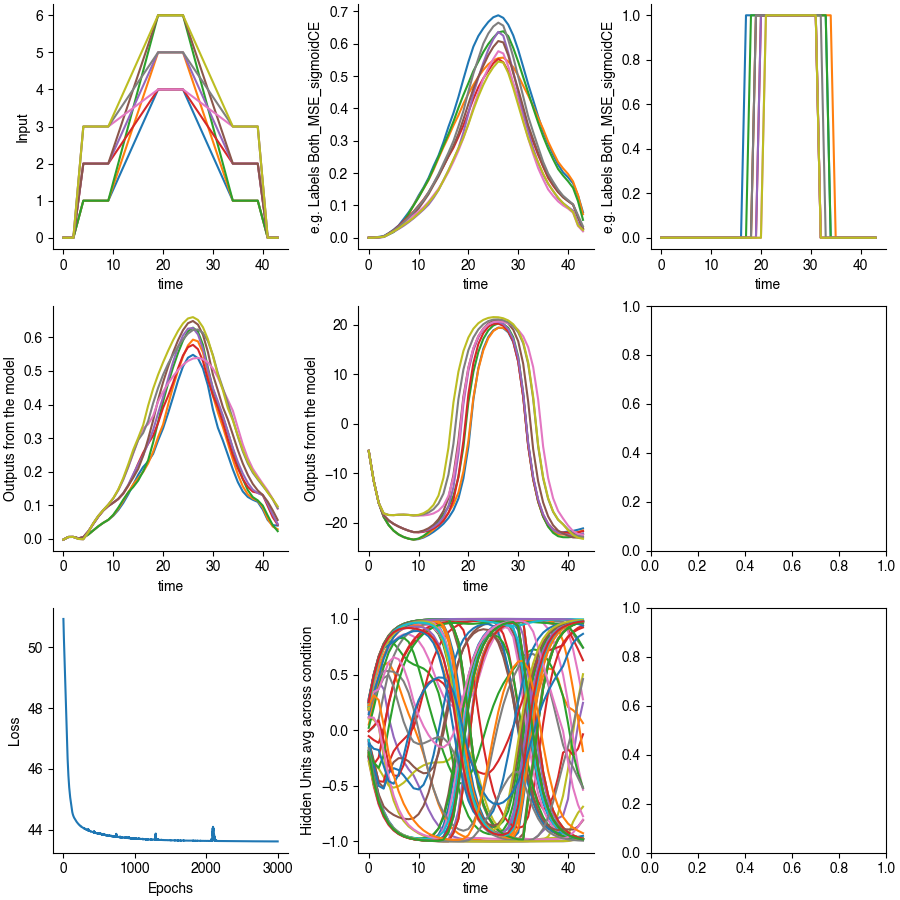 Input
6
5
4
3
2
1
0
0 10 20 30 40
time
e.g. Labels Both_MSE_sigmoidCE
0.7
0.6
0.5
0.4
0.3
0.2
0.1
0.0
0 10 20 30 40
time
e.g. Labels Both_MSE_sigmoidCE
1.0
0.8
0.6
0.4
0.2
0.0
0 10 20 30 40
time
Outputs from the model
0.6
0.5
0.4
0.3
0.2
0.1
0.0
0 10 20 30 40
time
Outputs from the model
20
10
0
−10
−20
0 10 20 30 40
time
1.0
0.8
0.6
0.4
0.2
0.0
0.0 0.2 0.4 0.6 0.8 1.0
Loss
50
48
46
44
0 1000 2000 3000
Epochs
Hidden Units avg across condition
1.0
0.5
0.0
−0.5
−1.0
0 10 20 30 40
time
1.0
0.8
0.6
0.4
0.2
0.0
0.0 0.2 0.4 0.6 0.8 1.0